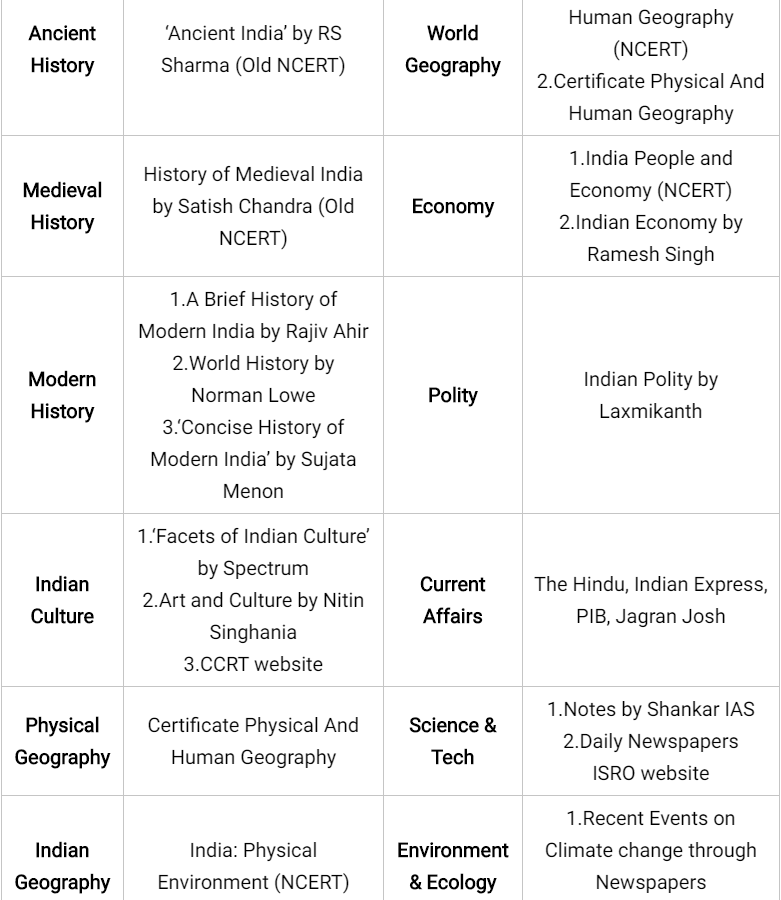 Ancient
History
‘Ancient India’ by RS
Sharma (Old NCERT)
World
Geography
Human Geography
(NCERT)
2.Certificate Physical And
Human Geography
Medieval
History
History of Medieval India
by Satish Chandra (Old
NCERT)
Economy
1.India People and
Economy (NCERT)
2.Indian Economy by
Ramesh Singh
Modern
History
1.A Brief History of
Modern India by Rajiv Ahir
2.World History by
Norman Lowe
3.‘Concise History of
Modern India’ by Sujata
Menon
Polity
Indian Polity by
Laxmikanth
Indian
Culture
1.‘Facets of Indian Culture’
by Spectrum
2.Art and Culture by Nitin
Singhania
3.CCRT website
Current
Affairs
The Hindu, Indian Express,
PIB, Jagran Josh
Physical
Geography
Certificate Physical And
Human Geography
Science &
Tech
1.Notes by Shankar IAS
2.Daily Newspapers
ISRO website
Indian
Geography
India: Physical
Environment (NCERT)
Environment
& Ecology
1.Recent Events on
Climate change through
Newspapers